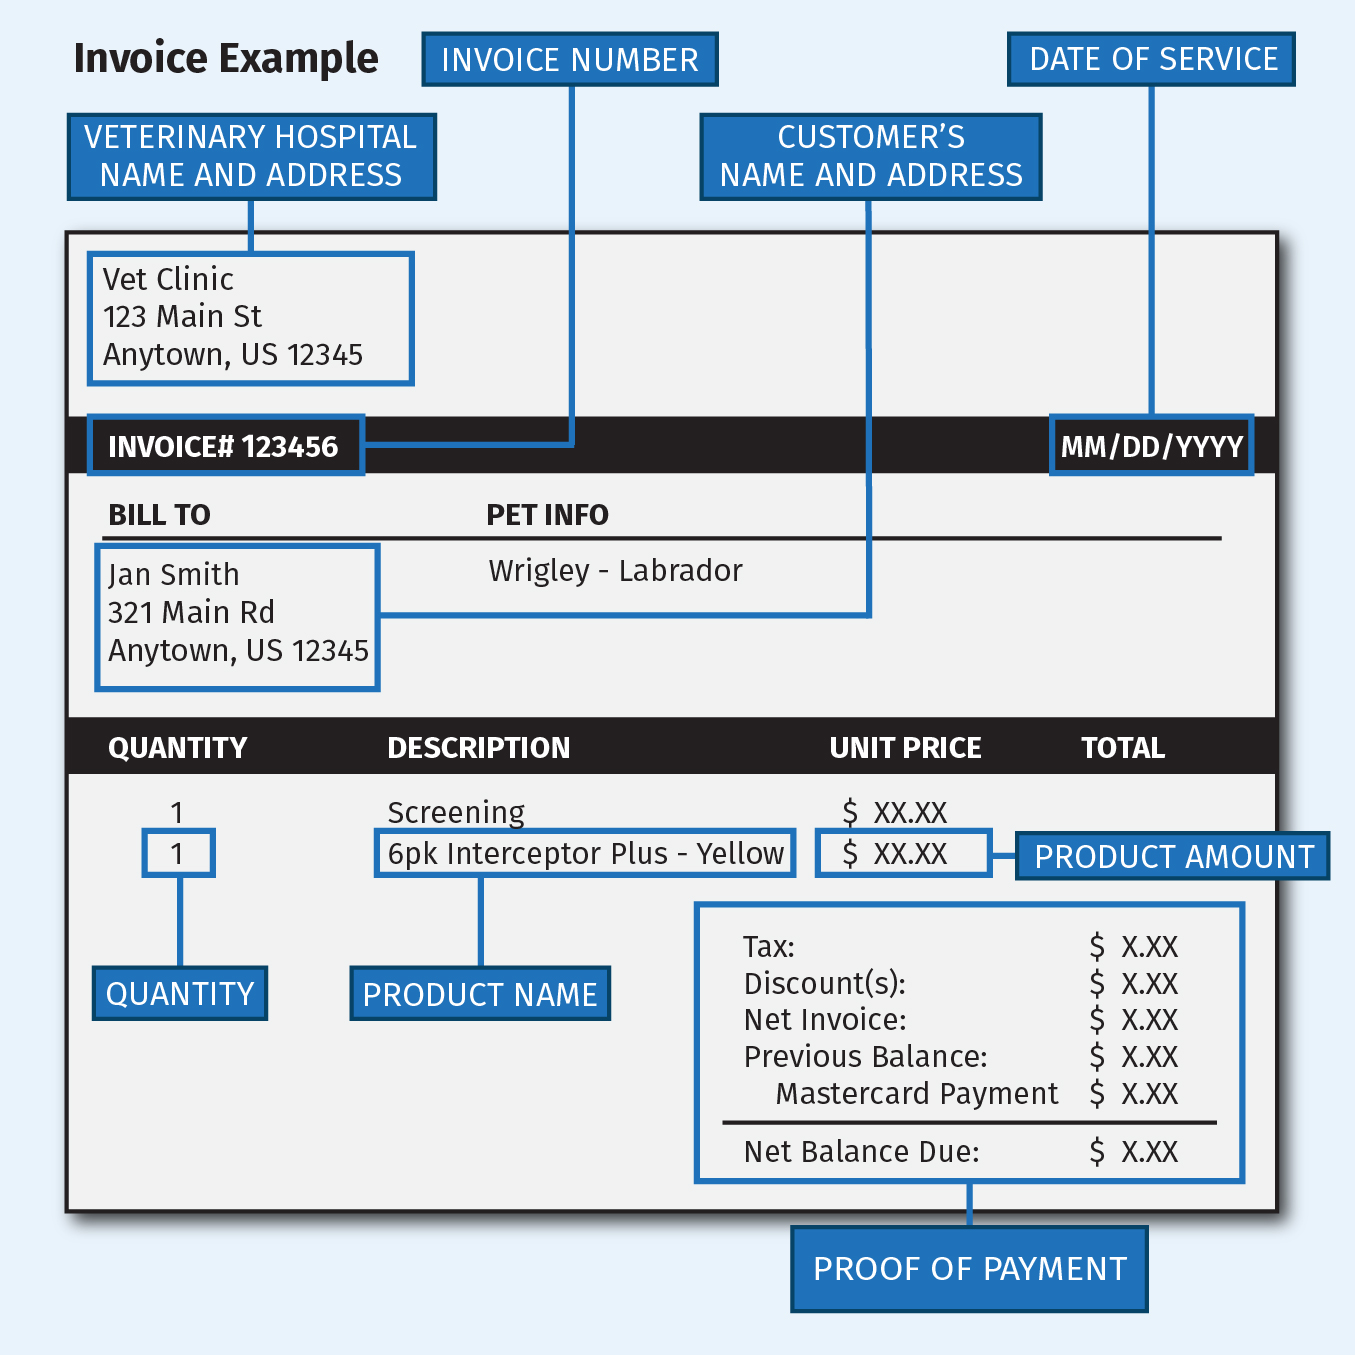 Invoice Example
INVOICE NUMBER
DATE OF SERVICE
VETERINARY HOSPITAL
NAME AND ADDRESS
CUSTOMER’S
NAME AND ADDRESS
Vet Clinic
123 Main St
Anytown, US 12345
INVOICE# 123456
MM/DD/YYYY
BILL TO
PET INFO
Jan Smith
321 Main Rd
Anytown, US 12345
Wrigley - Labrador
QUANTITY DESCRIPTION UNIT PRICE TOTAL
1 Screening $ XX.XX
1 6pk Interceptor Plus - Yellow $ XX.XX
PRODUCT AMOUNT
QUANTITY
PRODUCT NAME
Tax: $ X.XX
Discount(s): $ X.XX
Net Invoice: $ X.XX
Previous Balance: $ X.XX
Mastercard Payment $ X.XX
Net Balance Due: $ X.XX
PROOF OF PAYMENT